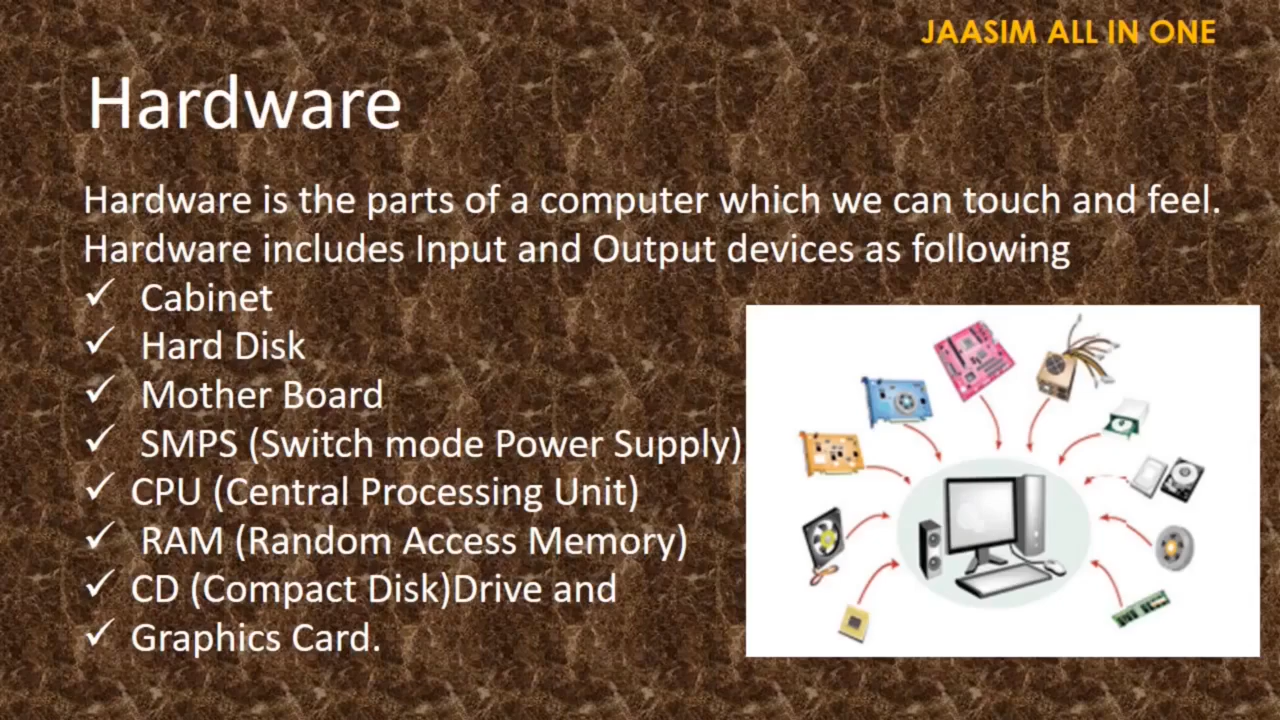 JAASIM ALL IN ONE
Hardware
Hardware is the parts of a computer which we can touch and feel.
Hardware includes Input and Output devices as following
✓ Cabinet
✓ Hard Disk
✓ Mother Board
✓ SMPS (Switch mode Power Supply)
✓ CPU (Central Processing Unit)
✓ RAM (Random Access Memory)
✓ CD (Compact Disk)Drive and
✓ Graphics Card.